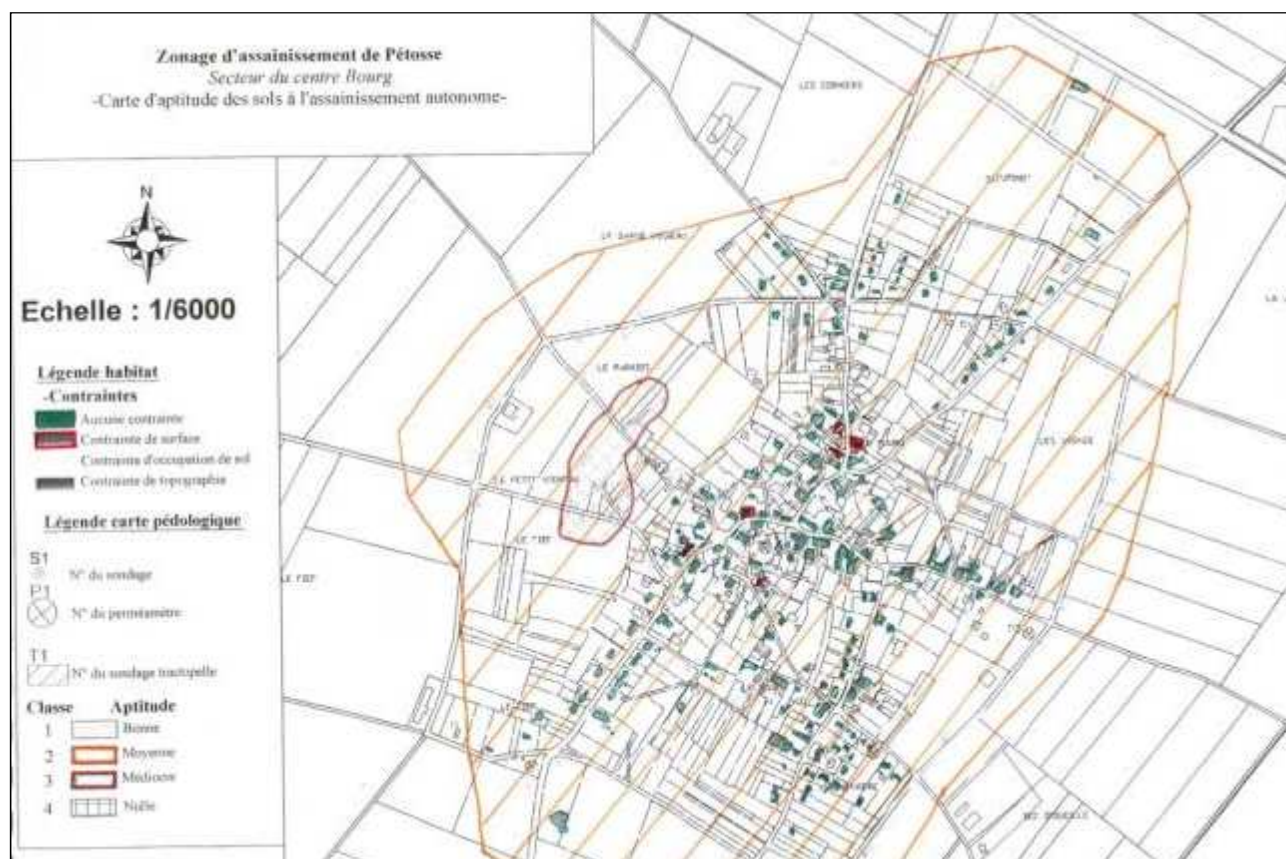 Zonage d'assainissement de Pétosse
Secteur du centre Bourg
-Carte d'aptitude des sols à l'assainissement autonome-
N
Echelle : 1/6000
Légende habitat
-Contraintes
Aucune contrainte
Contrainte de surface
Contrainte d'occupation de sol
Contrainte de topographie
Légende carte pédologique
S1
N° du sondage
P1
N° du perméamètre
T1
N° du sondage tractopelle
Classe Aptitude
1 Bonne
2 Moyenne
3 Médiocre
4 Nulle
LE FIEF
LE FIEF